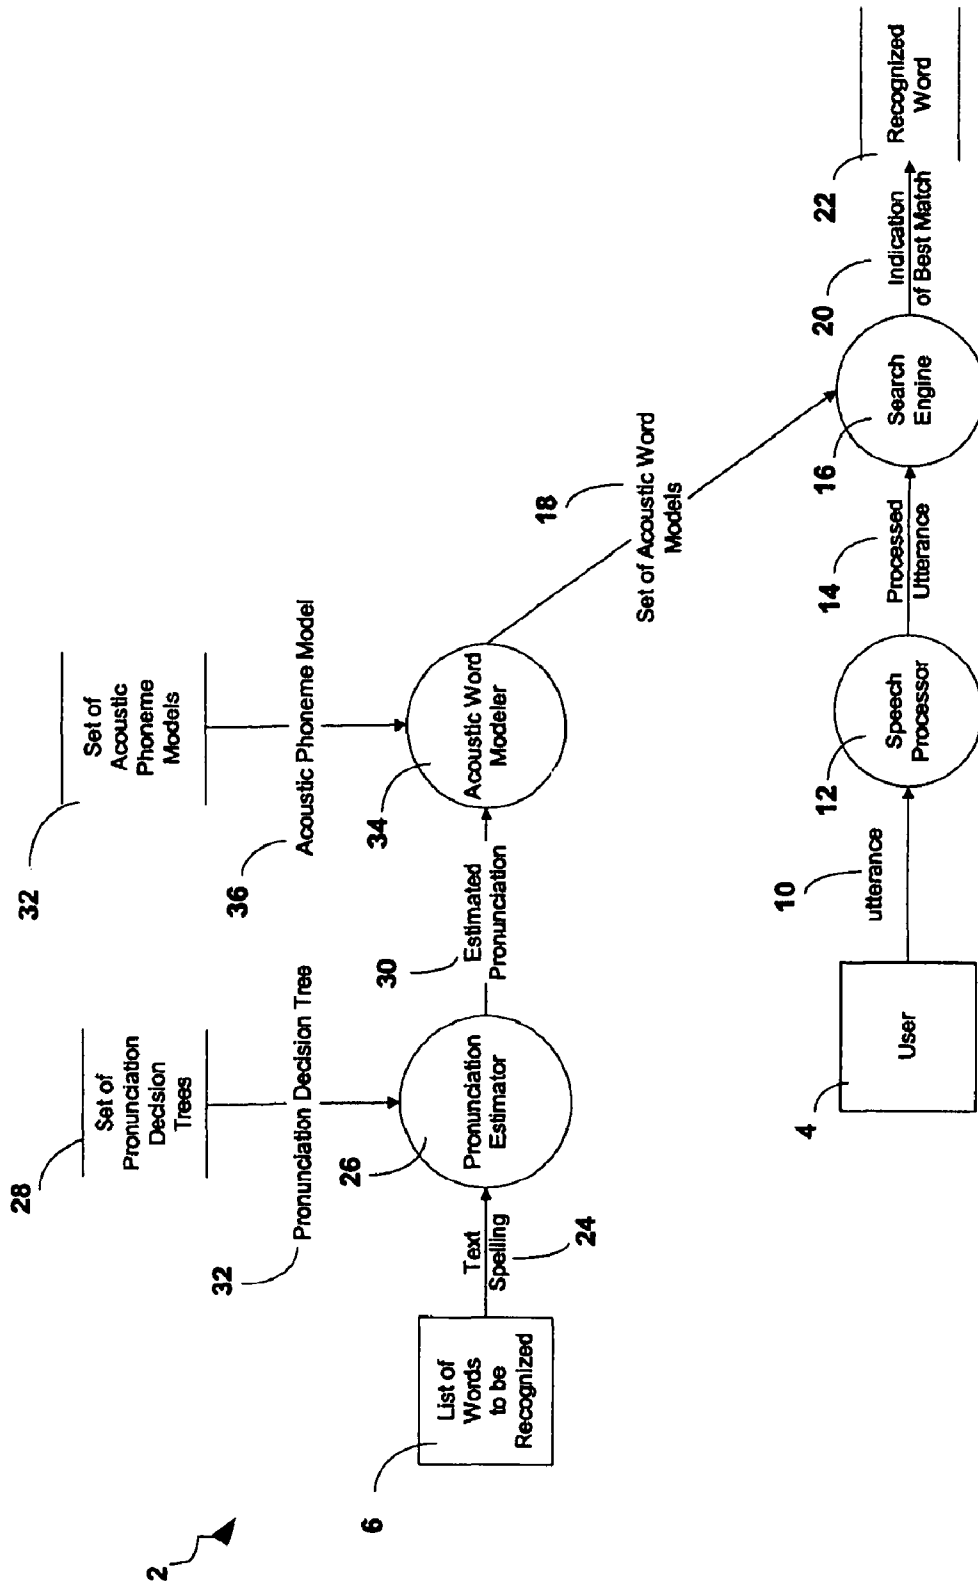 2
28
Set of
Pronunciation
Decision
Trees
32
Pronunciation Decision Tree
32
Set of
Acoustic
Phoneme
Models
36
Acoustic Phoneme Model
6
List of
Words
to be
Recognized
Text
Spelling
24
26
Pronunciation
Estimator
30
Estimated
Pronunciation
34
Acoustic Word
Modeler
18
Set of Acoustic Word
Models
4
User
10
utterance
12
Speech
Processor
14
Processed
Utterance
16
Search
Engine
20
Indication
of Best Match
22
Recognized
Word